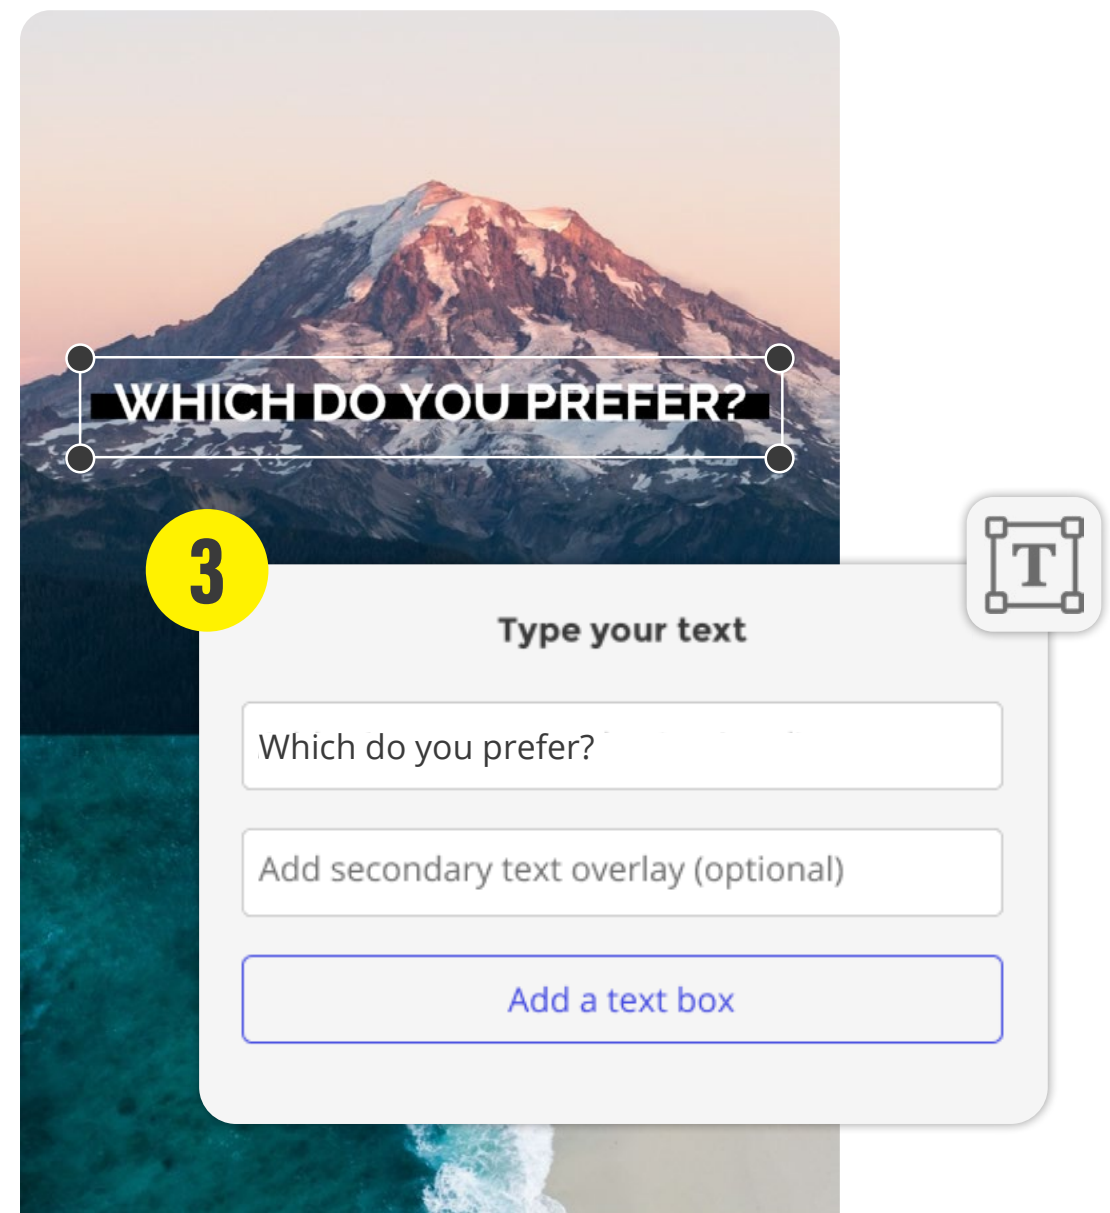 WHICH DO YOU PREFER?
3
T
Type your text
Which do you prefer?
Add secondary text overlay (optional)
Add a text box